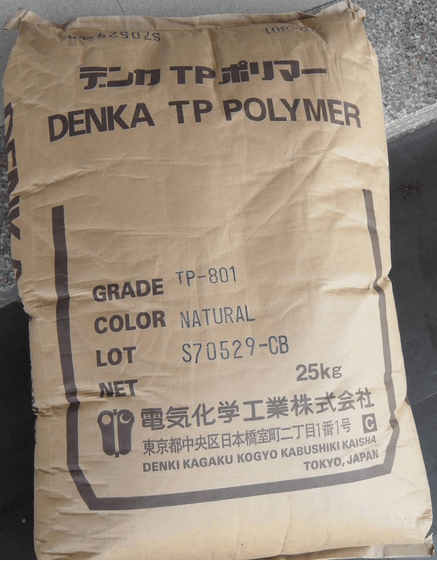 TP-801
デンカ TPポリマー
DENKA TP POLYMER
DENKA
GRADE TP-801
COLOR NATURAL
LOT S70529-CB
NET 25kg
電気化学工業株式会社
東京都中央区日本橋室町二丁目1番1号 C
DENKI KAGAKU KOGYO KABUSHIKI KAISHA
TOKYO, JAPAN